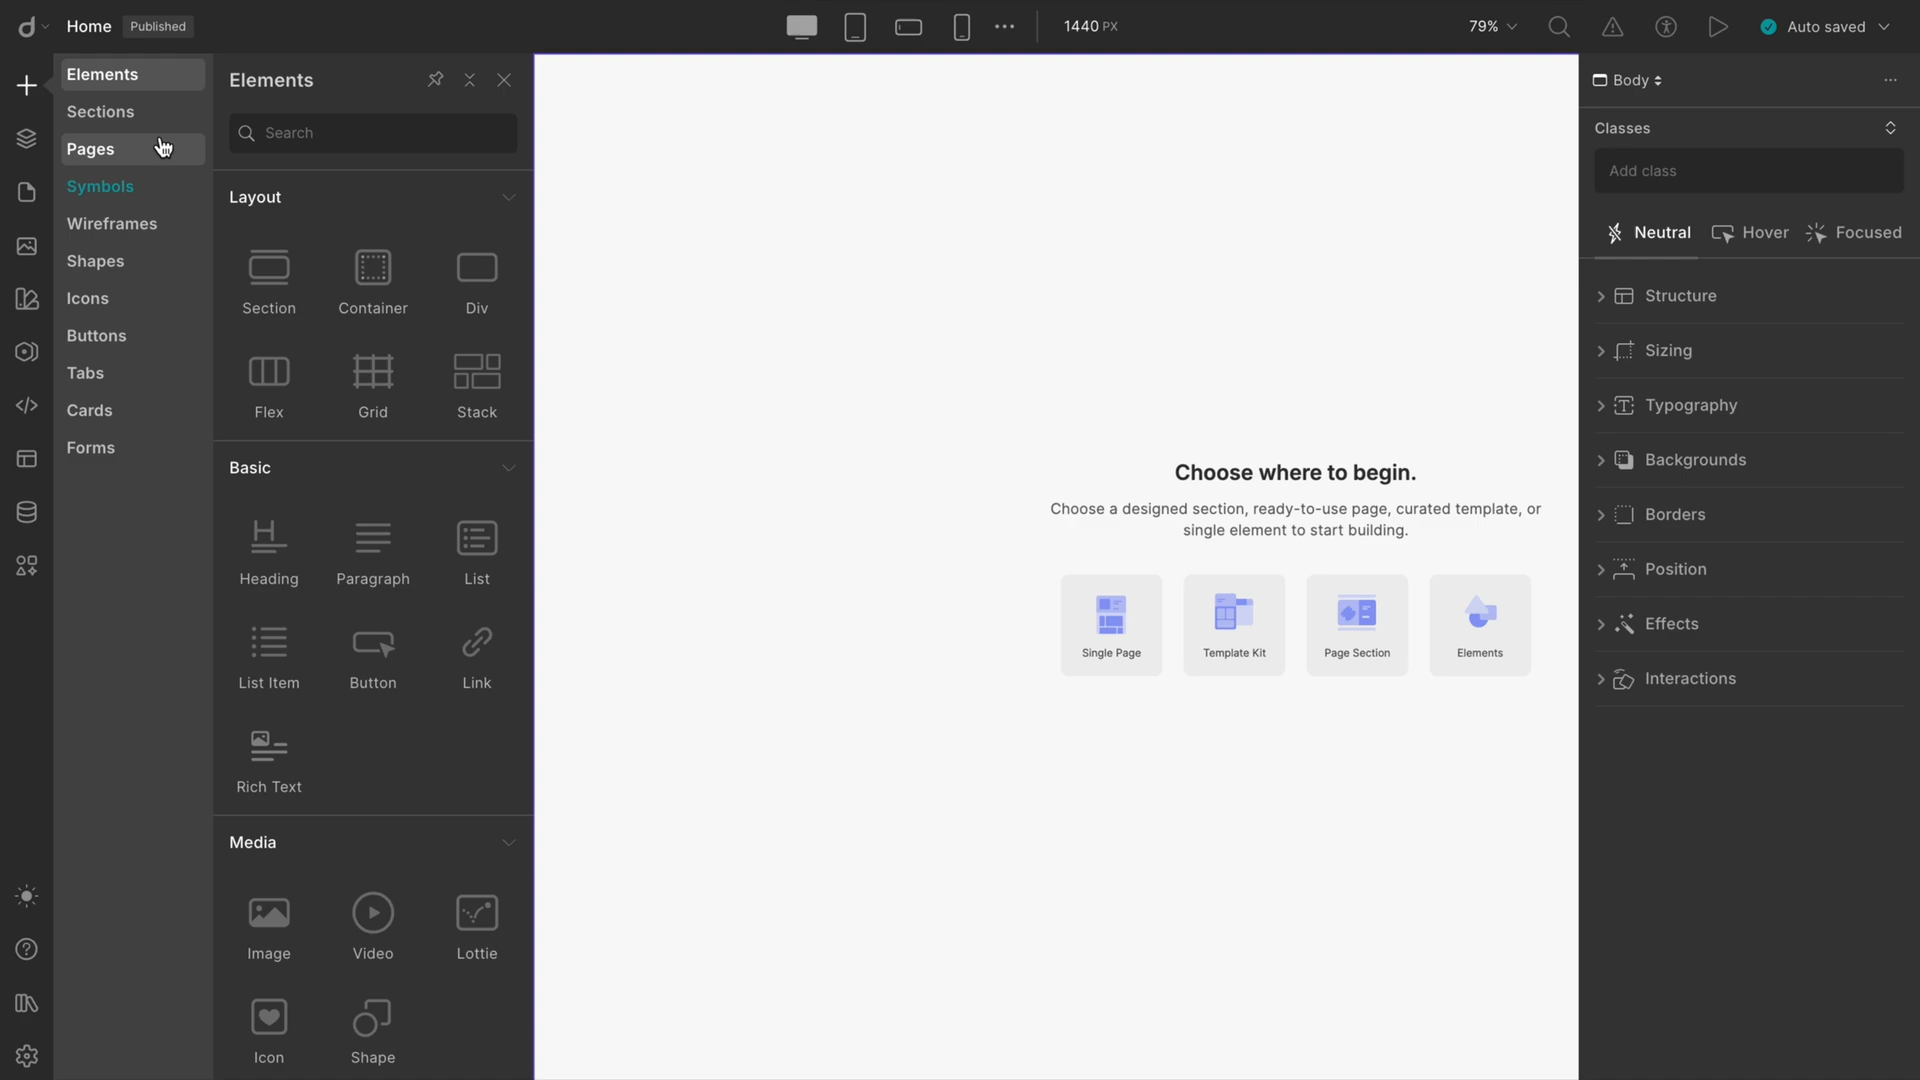 Home
Published
1440 PX
79%
Auto saved
Elements
Sections
Pages
Symbols
Wireframes
Shapes
Icons
Buttons
Tabs
Cards
Forms
Elements
Search
Layout
Section
Container
Div
Flex
Grid
Stack
Basic
Heading
Paragraph
List
List Item
Button
Link
Rich Text
Media
Image
Video
Lottie
Icon
Shape
Choose where to begin.
Choose a designed section, ready-to-use page, curated template, or
single element to start building.
Single Page
Template Kit
Page Section
Elements
Body
Classes
Add class
Neutral
Hover
Focused
Structure
Sizing
Typography
Backgrounds
Borders
Position
Effects
Interactions